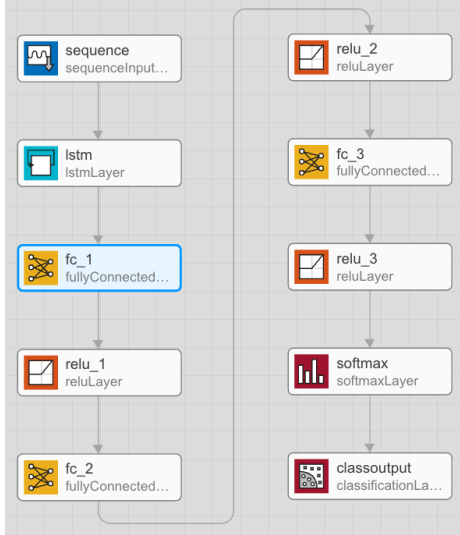 sequence
sequenceInput...
lstm
lstmLayer
fc_1
fullyConnected...
relu_1
reluLayer
fc_2
fullyConnected...
relu_2
reluLayer
fc_3
fullyConnected...
relu_3
reluLayer
softmax
softmaxLayer
classoutput
classificationLa...